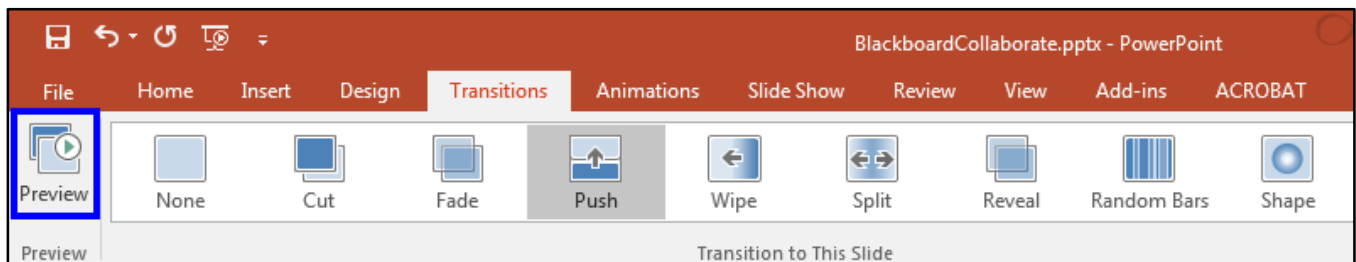 BlackboardCollaborate.pptx - PowerPoint
File Home Insert Design Transitions Animations Slide Show Review View Add-ins ACROBAT
Preview None Cut Fade Push Wipe Split Reveal Random Bars Shape
Preview Transition to This Slide